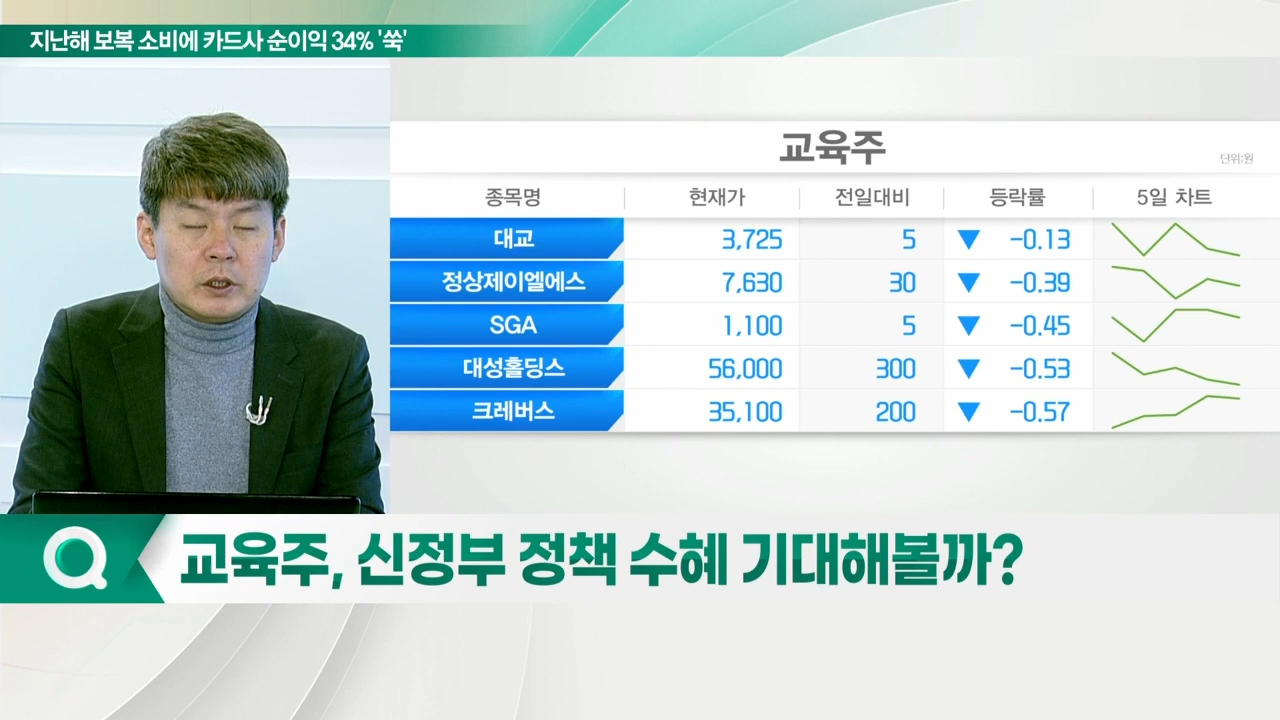 지난해 보복 소비에 카드사 순이익 34% '쑥'
교육주
단위:원
종목명 현재가 전일대비 등락률 5일 차트
대교 3,725 5 ▼ -0.13
정상제이엘에스 7,630 30 ▼ -0.39
SGA 1,100 5 ▼ -0.45
대성홀딩스 56,000 300 ▼ -0.53
크레버스 35,100 200 ▼ -0.57
Q 교육주, 신정부 정책 수혜 기대해볼까?